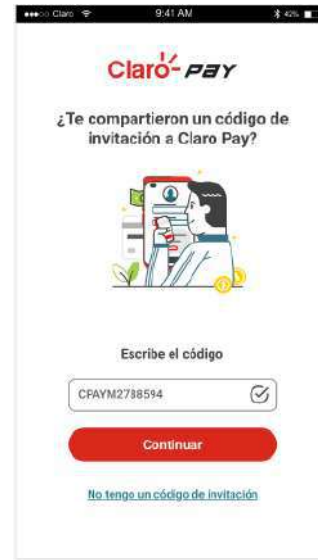 Claro 9:41 AM 42%
Claro- pay
¿Te compartieron un código de
invitación a Claro Pay?
Escribe el código
CPAYM2788594
Continuar
No tengo un código de invitación